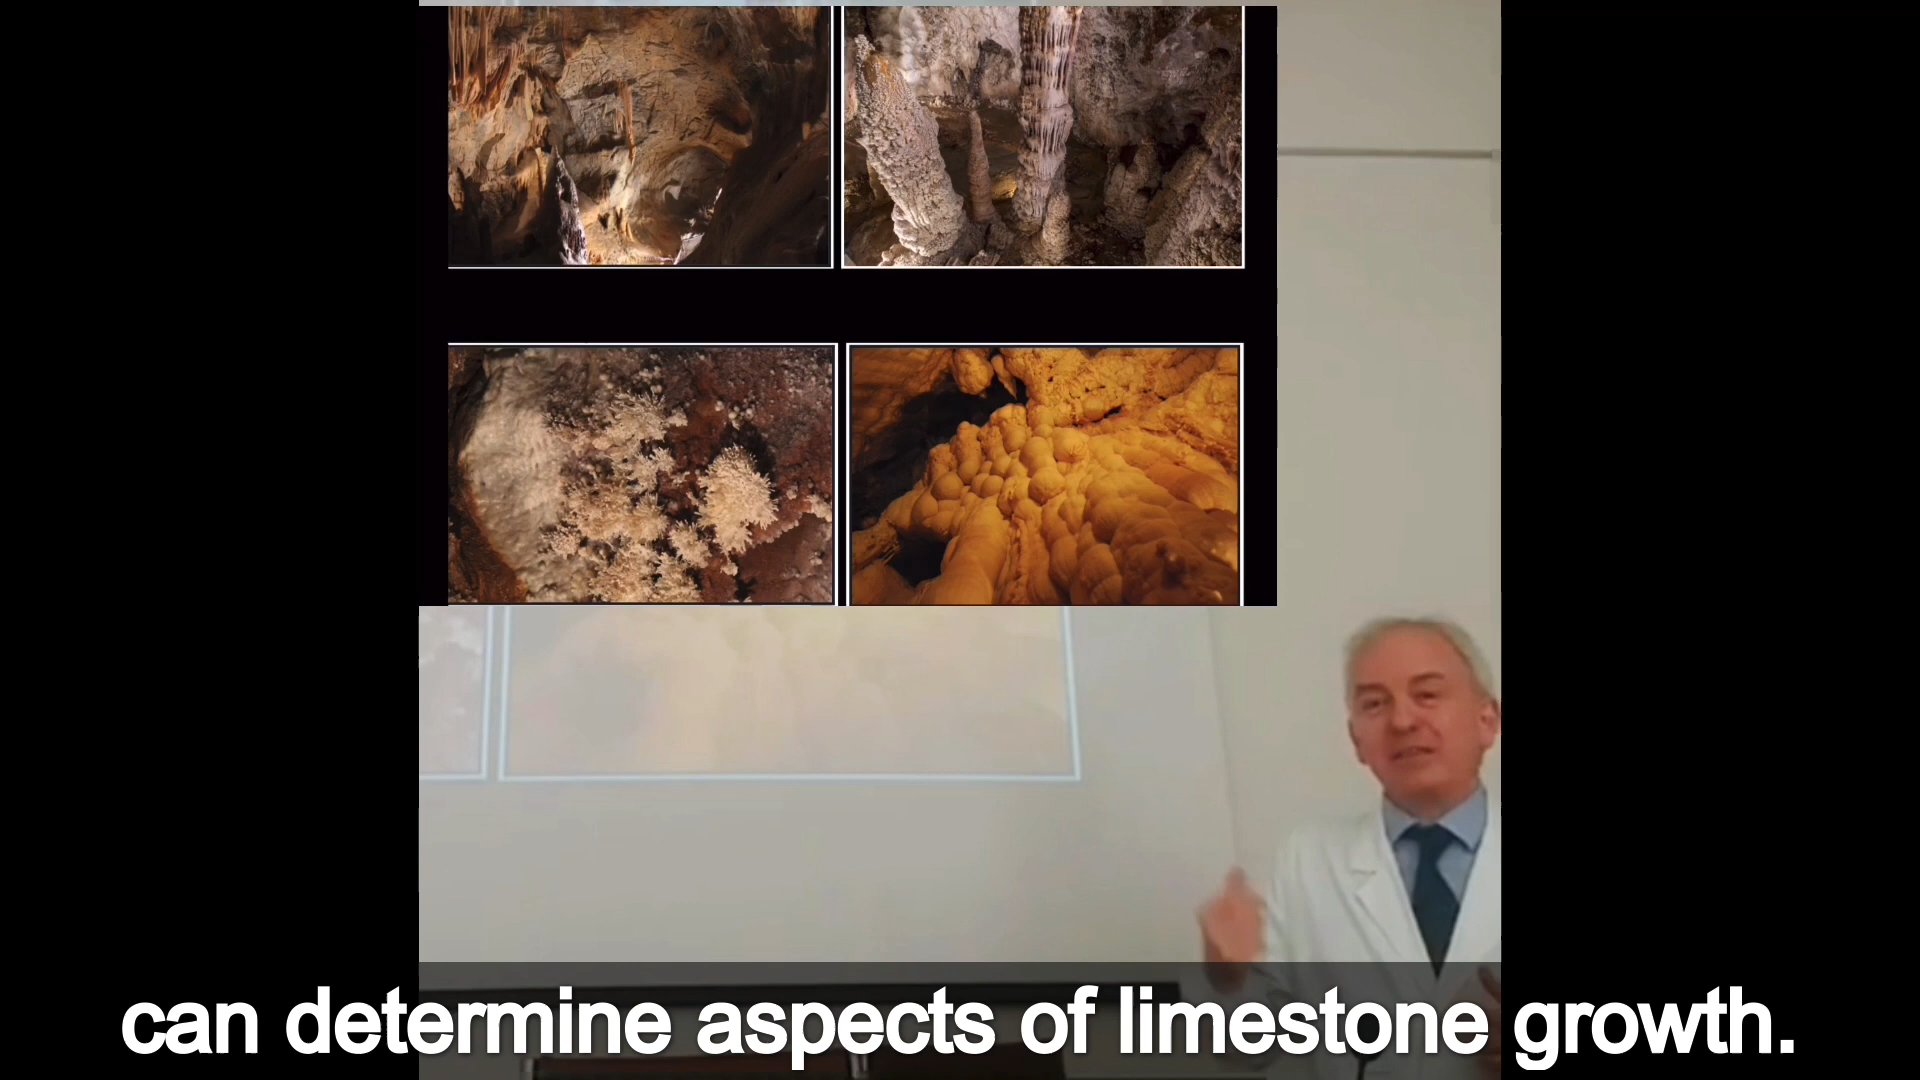 can determine aspects of limestone growth.